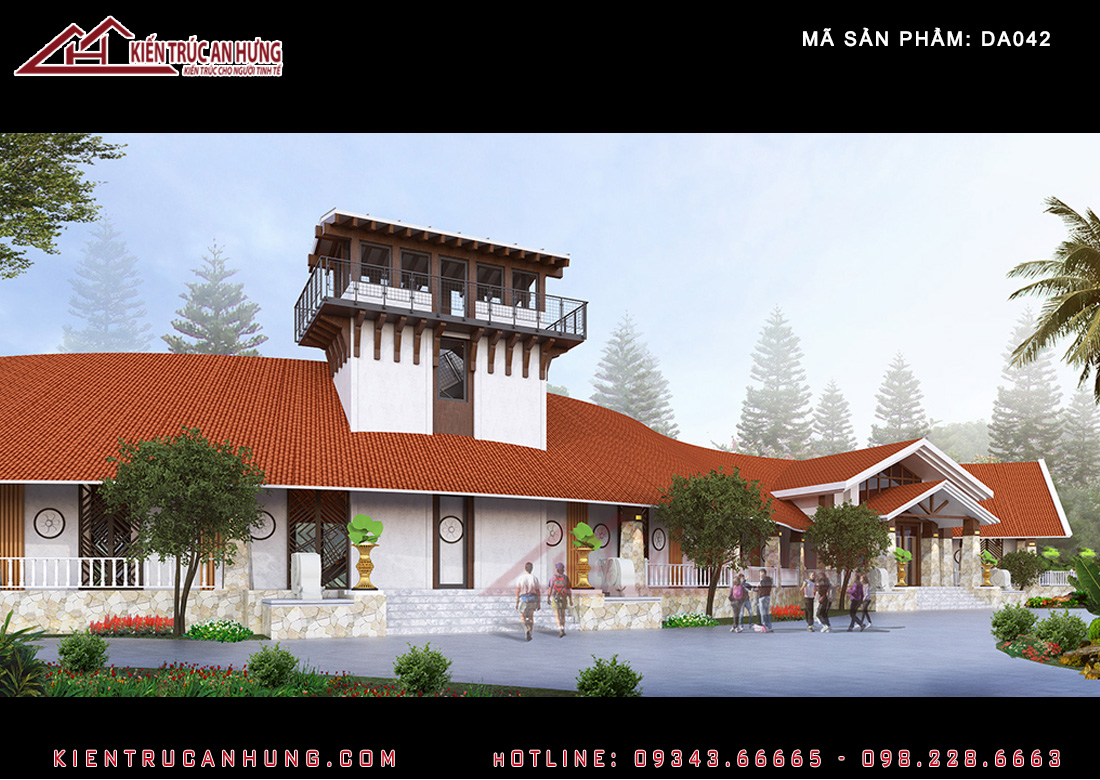 KIẾN TRÚC AN HƯNG
KIẾN TRÚC CHO NGƯỜI TINH TẾ
MÃ SẢN PHẨM: DA042
KIENTRUCANHUNG.COM
HOTLINE: 09343.66665 - 098.228.6663